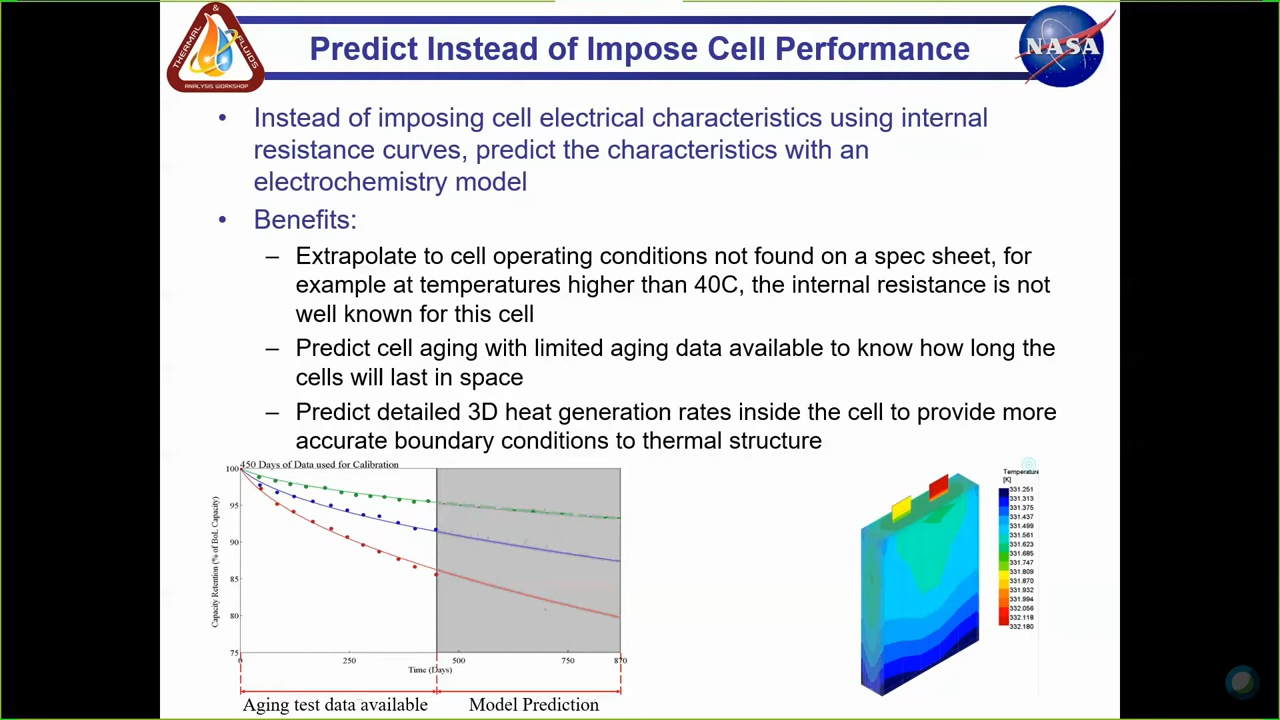 THERMAL & FLUIDS
ANALYSIS WORKSHOP
Predict Instead of Impose Cell Performance
NASA
• Instead of imposing cell electrical characteristics using internal
resistance curves, predict the characteristics with an
electrochemistry model
• Benefits:
– Extrapolate to cell operating conditions not found on a spec sheet, for
example at temperatures higher than 40C, the internal resistance is not
well known for this cell
– Predict cell aging with limited aging data available to know how long the
cells will last in space
– Predict detailed 3D heat generation rates inside the cell to provide more
accurate boundary conditions to thermal structure
450 Days of Data used for Calibration
Capacity Retention (% of BoL Capacity)
100
95
90
85
80
75
0
250
500
750
870
Time (Days)
Aging test data available
Model Prediction
Temperature
[K]
331.251
331.313
331.375
331.437
331.499
331.561
331.623
331.685
331.747
331.809
331.870
331.932
331.994
332.056
332.118
332.180